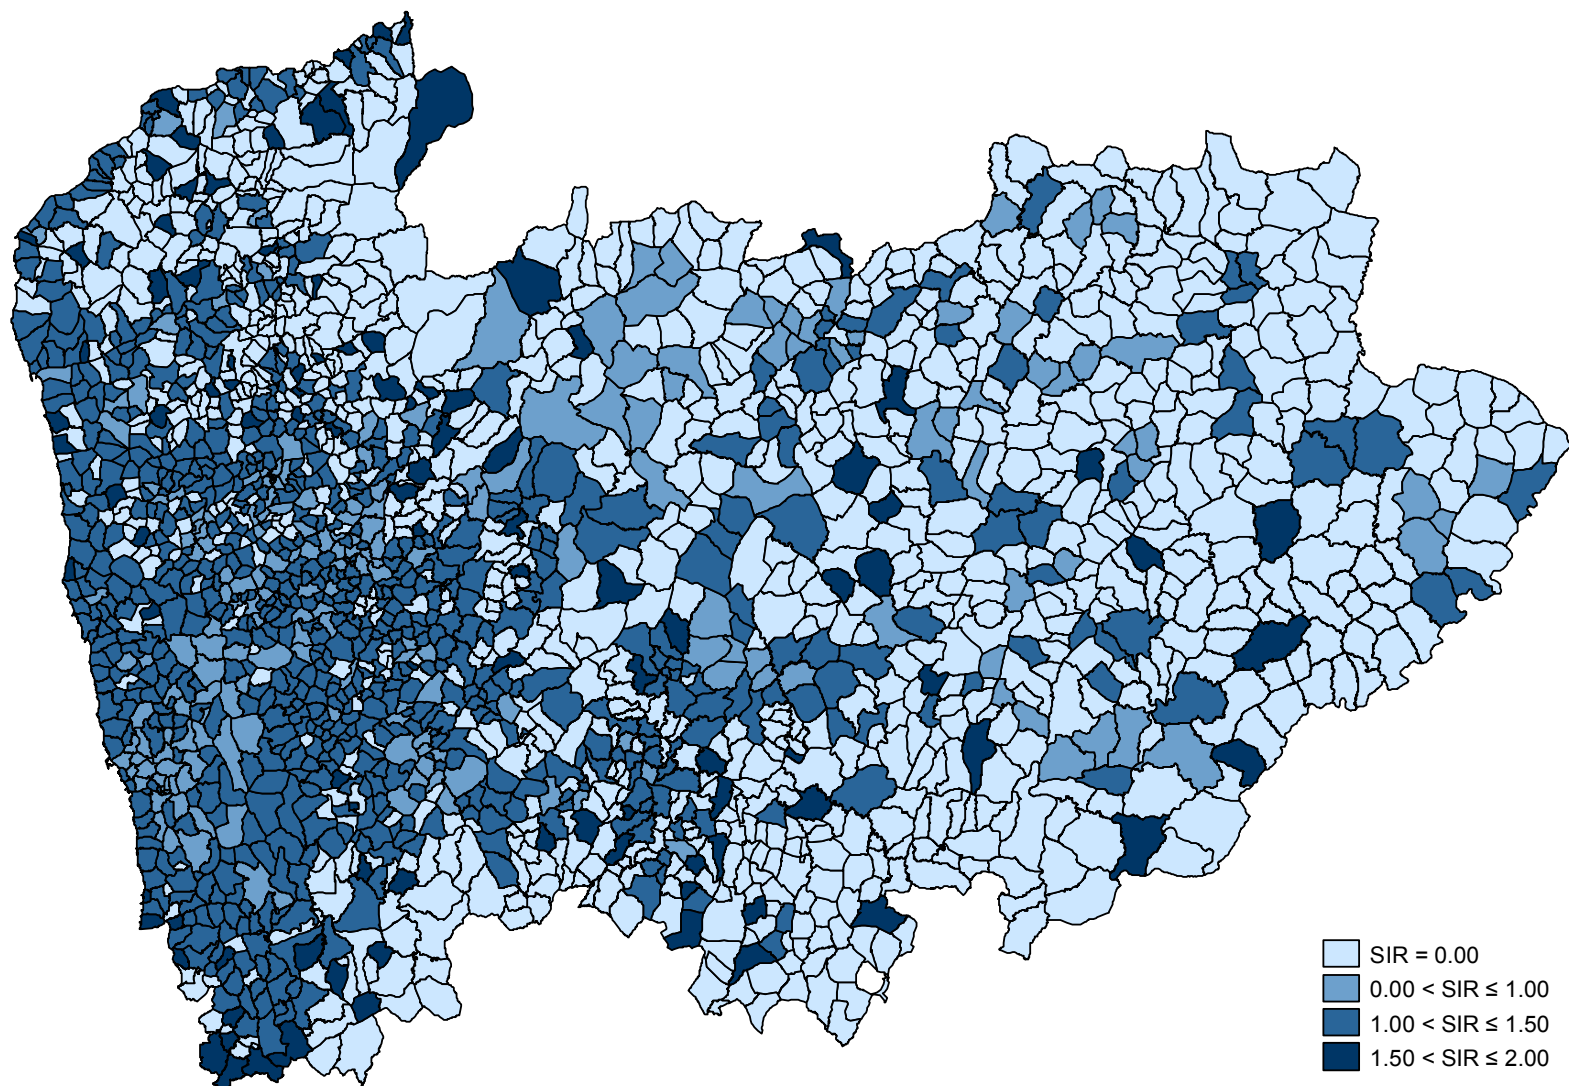 SIR = 0.00
0.00 < SIR ≤ 1.00
1.00 < SIR ≤ 1.50
1.50 < SIR ≤ 2.00